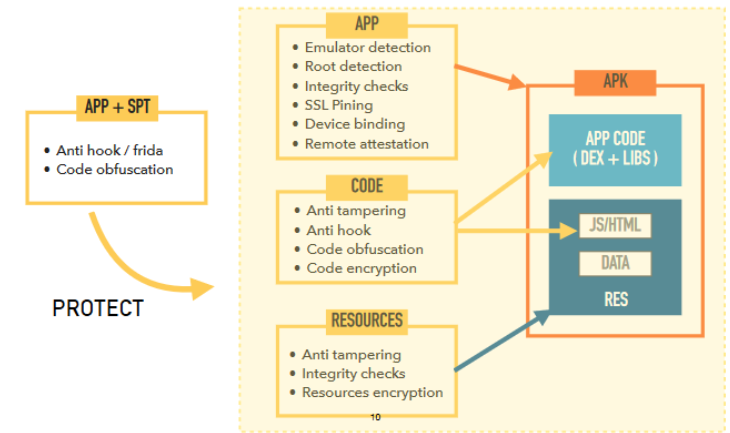 APP + SPT
• Anti hook / frida
• Code obfuscation
PROTECT
APP
• Emulator detection
• Root detection
• Integrity checks
• SSL Pining
• Device binding
• Remote attestation
CODE
• Anti tampering
• Anti hook
• Code obfuscation
• Code encryption
RESOURCES
• Anti tampering
• Integrity checks
• Resources encryption
10
APK
APP CODE
( DEX + LIBS )
JS/HTML
DATA
RES